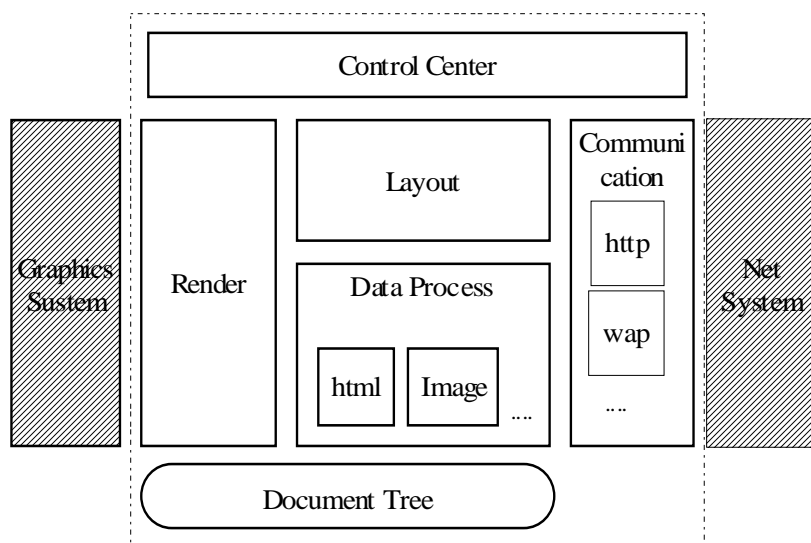 Control Center
Graphics
Sustem
Render
Layout
Data Process
html
Image
....
Communi
cation
http
wap
....
Net
System
Document Tree